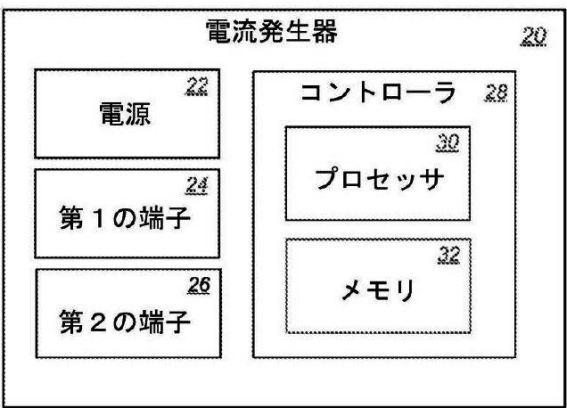 電流発生器 20
22
電源
24
第1の端子
26
第2の端子
コントローラ 28
30
プロセッサ
32
メモリ